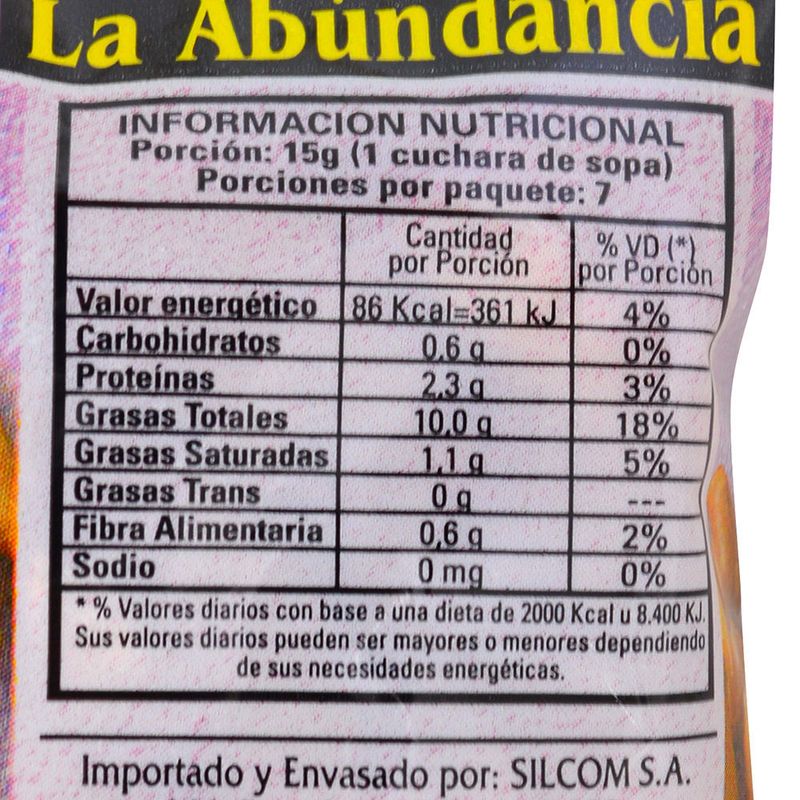 La Abundancia
INFORMACION NUTRICIONAL
Porción: 15g (1 cuchara de sopa)
Porciones por paquete: 7
Cantidad por Porción % VD (*) por Porción
Valor energético 86 Kcal=361 kJ 4%
Carbohidratos 0,6 g 0%
Proteínas 2,3 g 3%
Grasas Totales 10,0 g 18%
Grasas Saturadas 1,1 g 5%
Grasas Trans 0 g ---
Fibra Alimentaria 0,6 g 2%
Sodio 0 mg 0%
* % Valores diarios con base a una dieta de 2000 Kcal u 8.400 KJ.
Sus valores diarios pueden ser mayores o menores dependiendo
de sus necesidades energéticas.
Importado y Envasado por: SILCOM S.A.